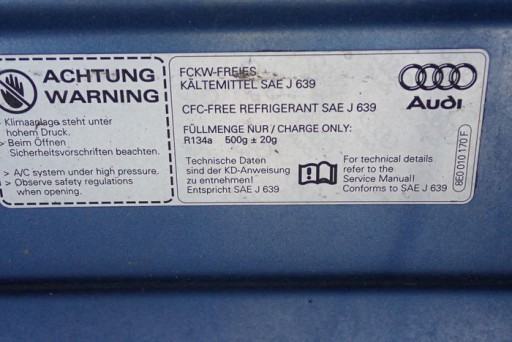 ACHTUNG
WARNING
Klimaanlage steht unter
hohem Druck.
> Beim Öffnen
Sicherheitsvorschriften beachten.
> A/C system under high pressure.
> Observe safety regulations
when opening.
FCKW-FREIES
KÄLTEMITTEL SAE J 639
CFC-FREE REFRIGERANT SAE J 639
FÜLLMENGE NUR / CHARGE ONLY:
R134a 500g ± 20g
Technische Daten
sind der KD-Anweisung
zu entnehmen!
Entspricht SAE J 639
For technical details
refer to the
Service Manual!
Conforms to SAE J 639
Audi
8E0 010 170 F